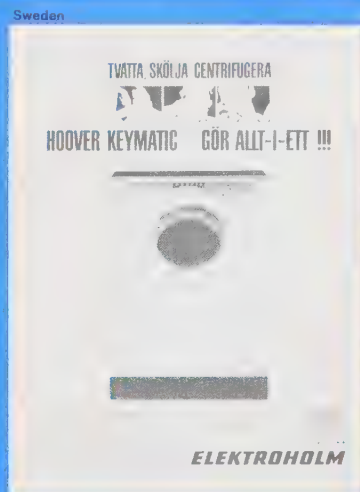 Sweden
TVÄTTA, SKÖLJA CENTRIFUGERA
HOOVER KEYMATIC GÖR ALLT-I-ETT !!!
ELEKTROHOLM